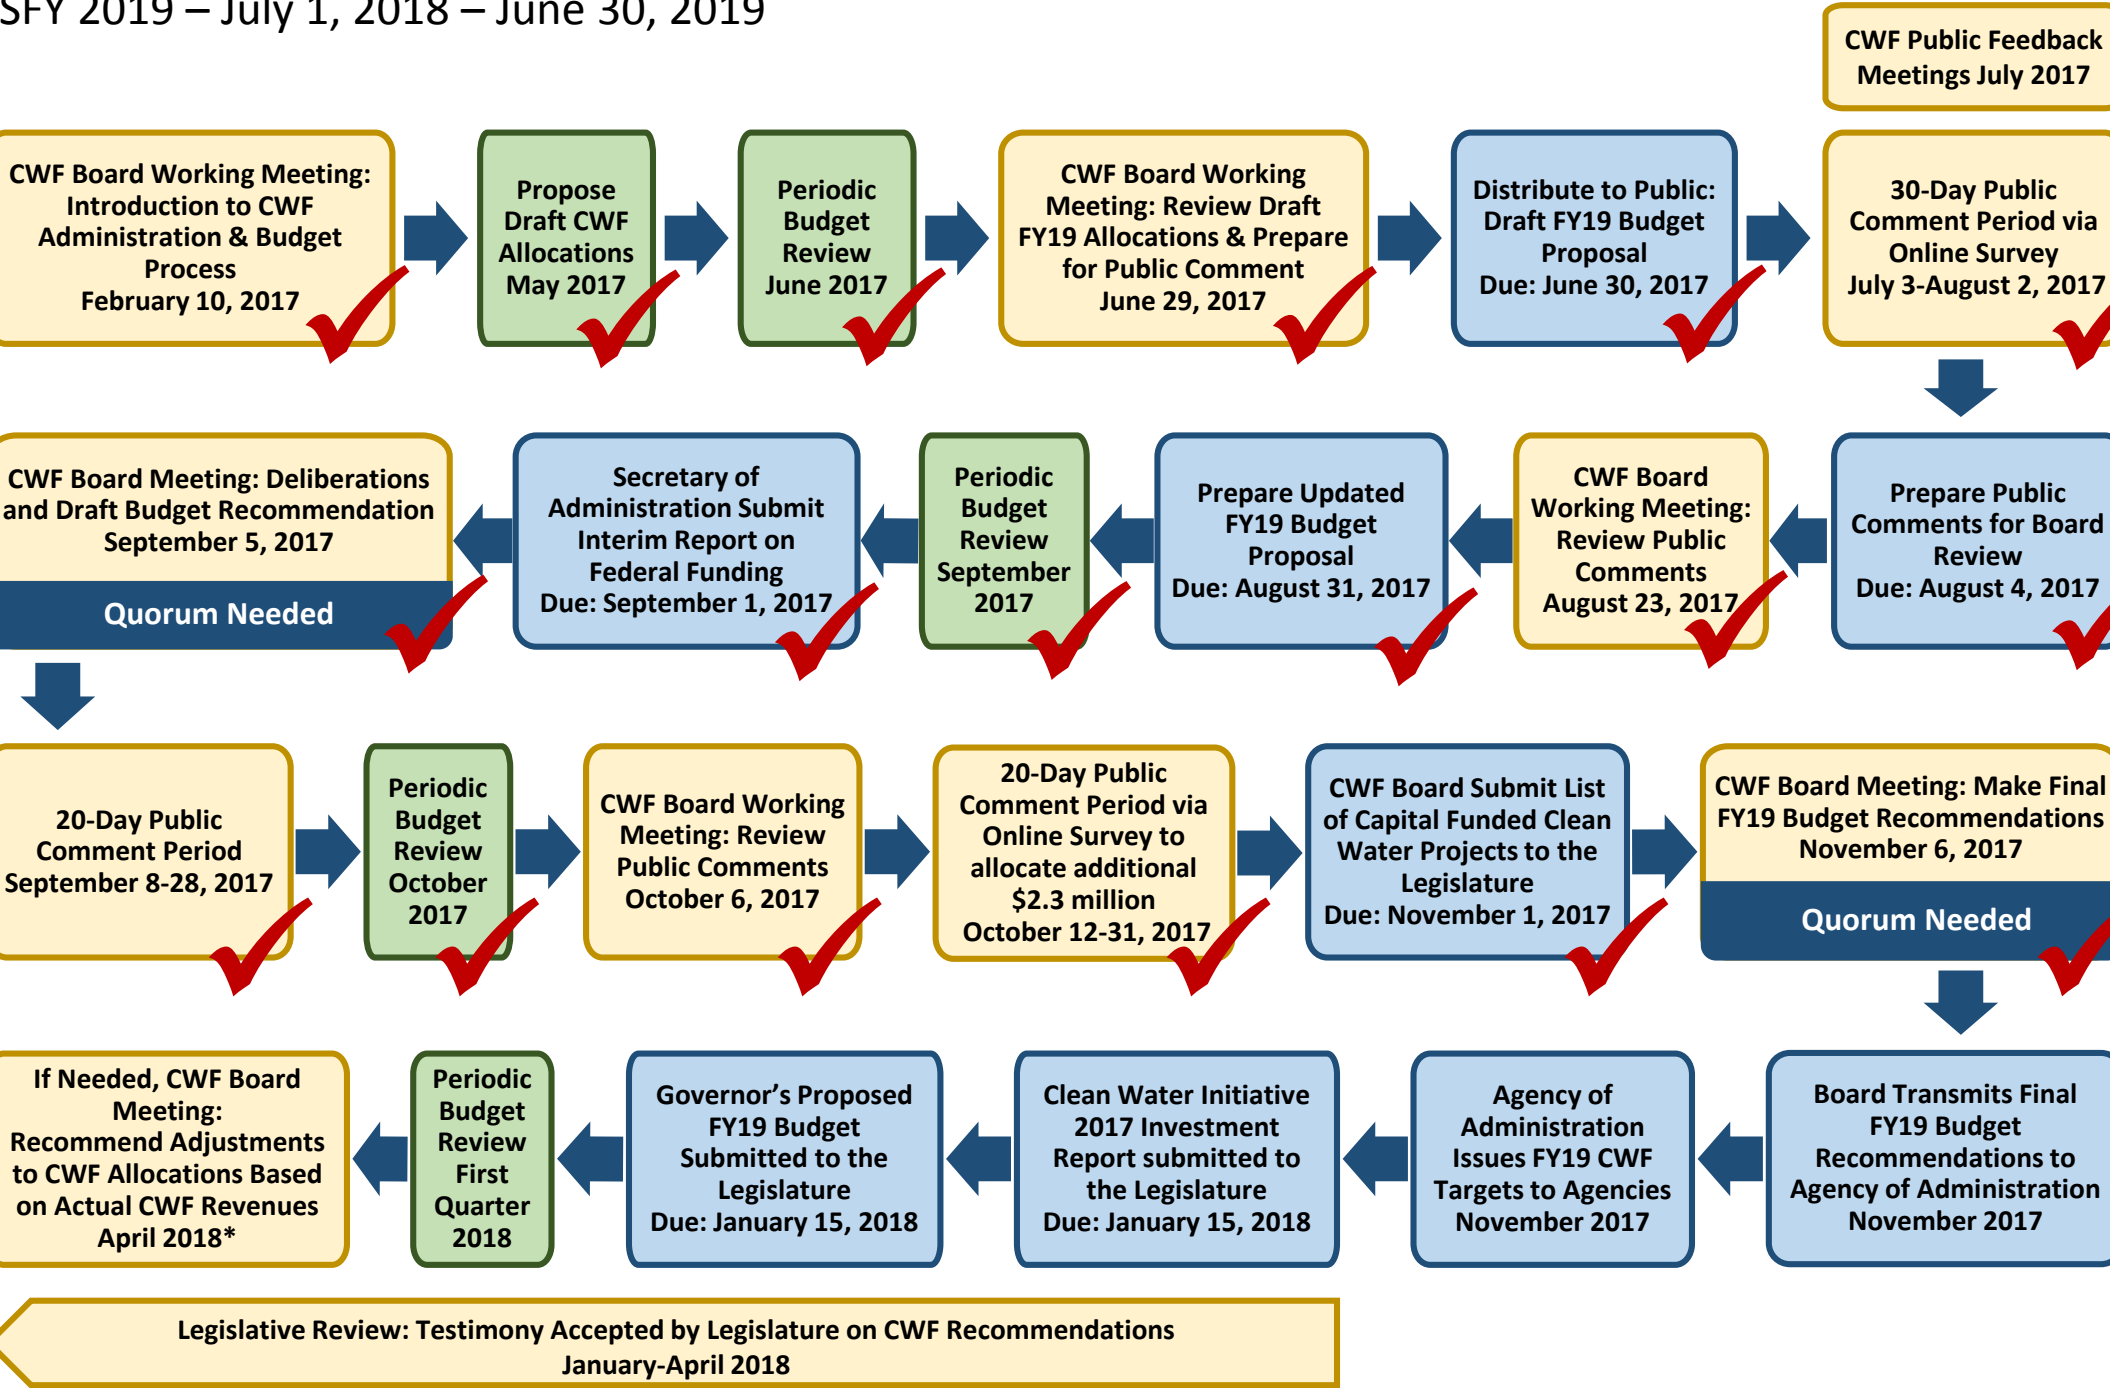 SFY 2019 – July 1, 2018 – June 30, 2019
CWF Public Feedback
Meetings July 2017
CWF Board Working Meeting:
Introduction to CWF
Administration & Budget
Process
February 10, 2017
Propose
Draft CWF
Allocations
May 2017
Periodic
Budget
Review
June 2017
CWF Board Working
Meeting: Review Draft
FY19 Allocations & Prepare
for Public Comment
June 29, 2017
Distribute to Public:
Draft FY19 Budget
Proposal
Due: June 30, 2017
30-Day Public
Comment Period via
Online Survey
July 3-August 2, 2017
Prepare Public
Comments for Board
Review
Due: August 4, 2017
CWF Board
Working Meeting:
Review Public
Comments
August 23, 2017
Prepare Updated
FY19 Budget
Proposal
Due: August 31, 2017
Periodic
Budget
Review
September
2017
Secretary of
Administration Submit
Interim Report on
Federal Funding
Due: September 1, 2017
CWF Board Meeting: Deliberations
and Draft Budget Recommendation
September 5, 2017
Quorum Needed
20-Day Public
Comment Period
September 8-28, 2017
Periodic
Budget
Review
October
2017
CWF Board Working
Meeting: Review
Public Comments
October 6, 2017
20-Day Public
Comment Period via
Online Survey to
allocate additional
$2.3 million
October 12-31, 2017
CWF Board Submit List
of Capital Funded Clean
Water Projects to the
Legislature
Due: November 1, 2017
CWF Board Meeting: Make Final
FY19 Budget Recommendations
November 6, 2017
Quorum Needed
Board Transmits Final
FY19 Budget
Recommendations to
Agency of Administration
November 2017
Agency of
Administration
Issues FY19 CWF
Targets to Agencies
November 2017
Clean Water Initiative
2017 Investment
Report submitted to
the Legislature
Due: January 15, 2018
Governor’s Proposed
FY19 Budget
Submitted to the
Legislature
Due: January 15, 2018
Periodic
Budget
Review
First
Quarter
2018
If Needed, CWF Board
Meeting:
Recommend Adjustments
to CWF Allocations Based
on Actual CWF Revenues
April 2018*
Legislative Review: Testimony Accepted by Legislature on CWF Recommendations
January-April 2018